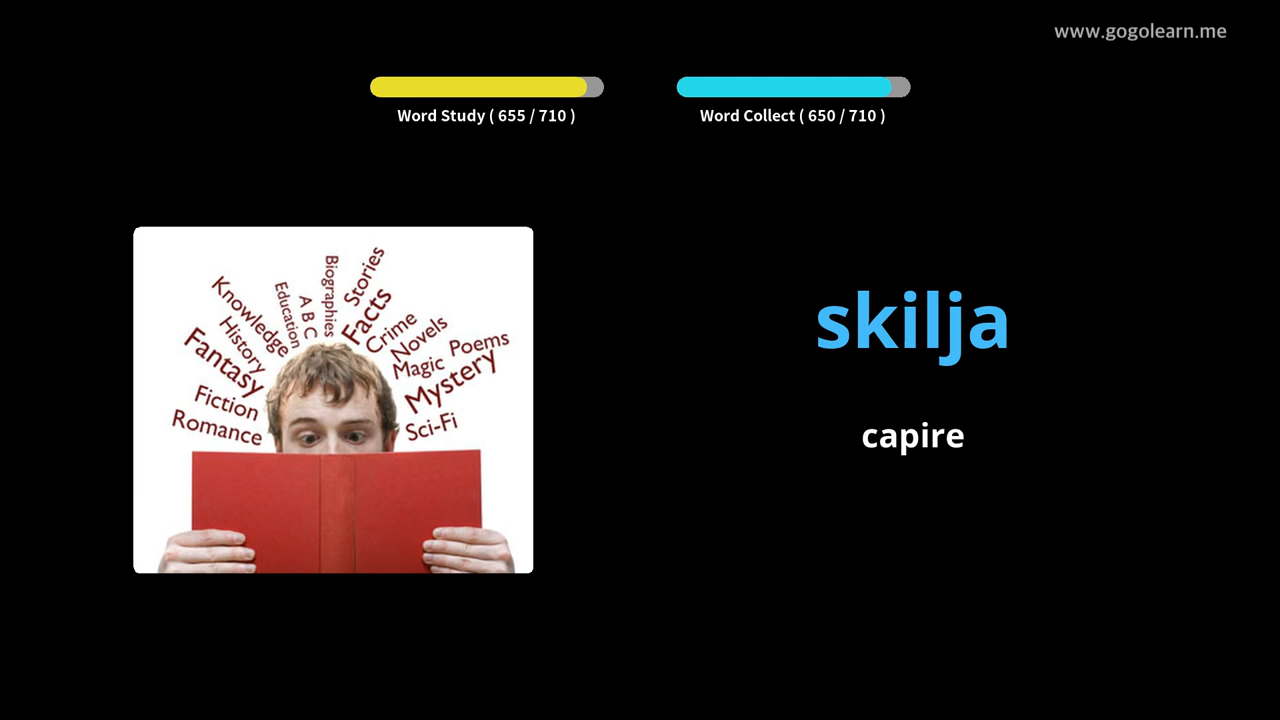 www.gogolearn.me
Word Study ( 655 / 710 )
Word Collect ( 650 / 710 )
Knowledge
History
Fantasy
Fiction
Romance
Education
A B C
Biographies
Stories
Facts
Crime
Novels
Magic
Poems
Mystery
Sci-Fi
skilja
capire